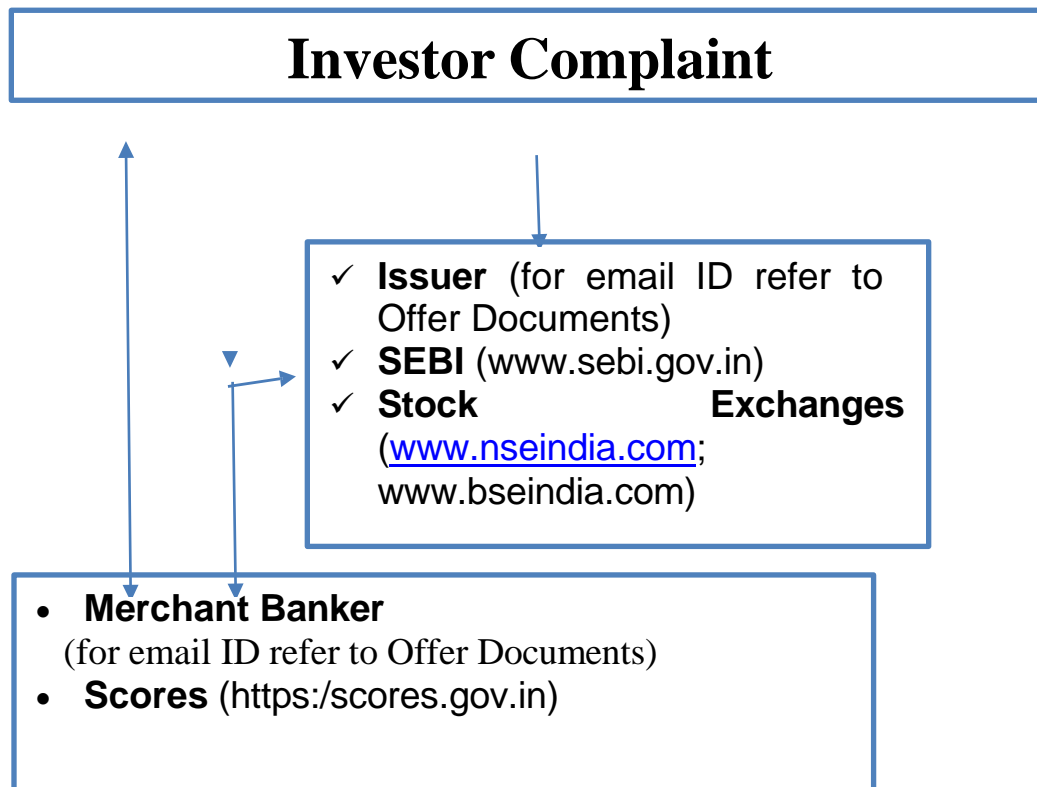 Investor Complaint
✓ Issuer (for email ID refer to
Offer Documents)
✓ SEBI (www.sebi.gov.in)
✓ Stock Exchanges
(www.nseindia.com;
www.bseindia.com)
• Merchant Banker
(for email ID refer to Offer Documents)
• Scores (https:/scores.gov.in)